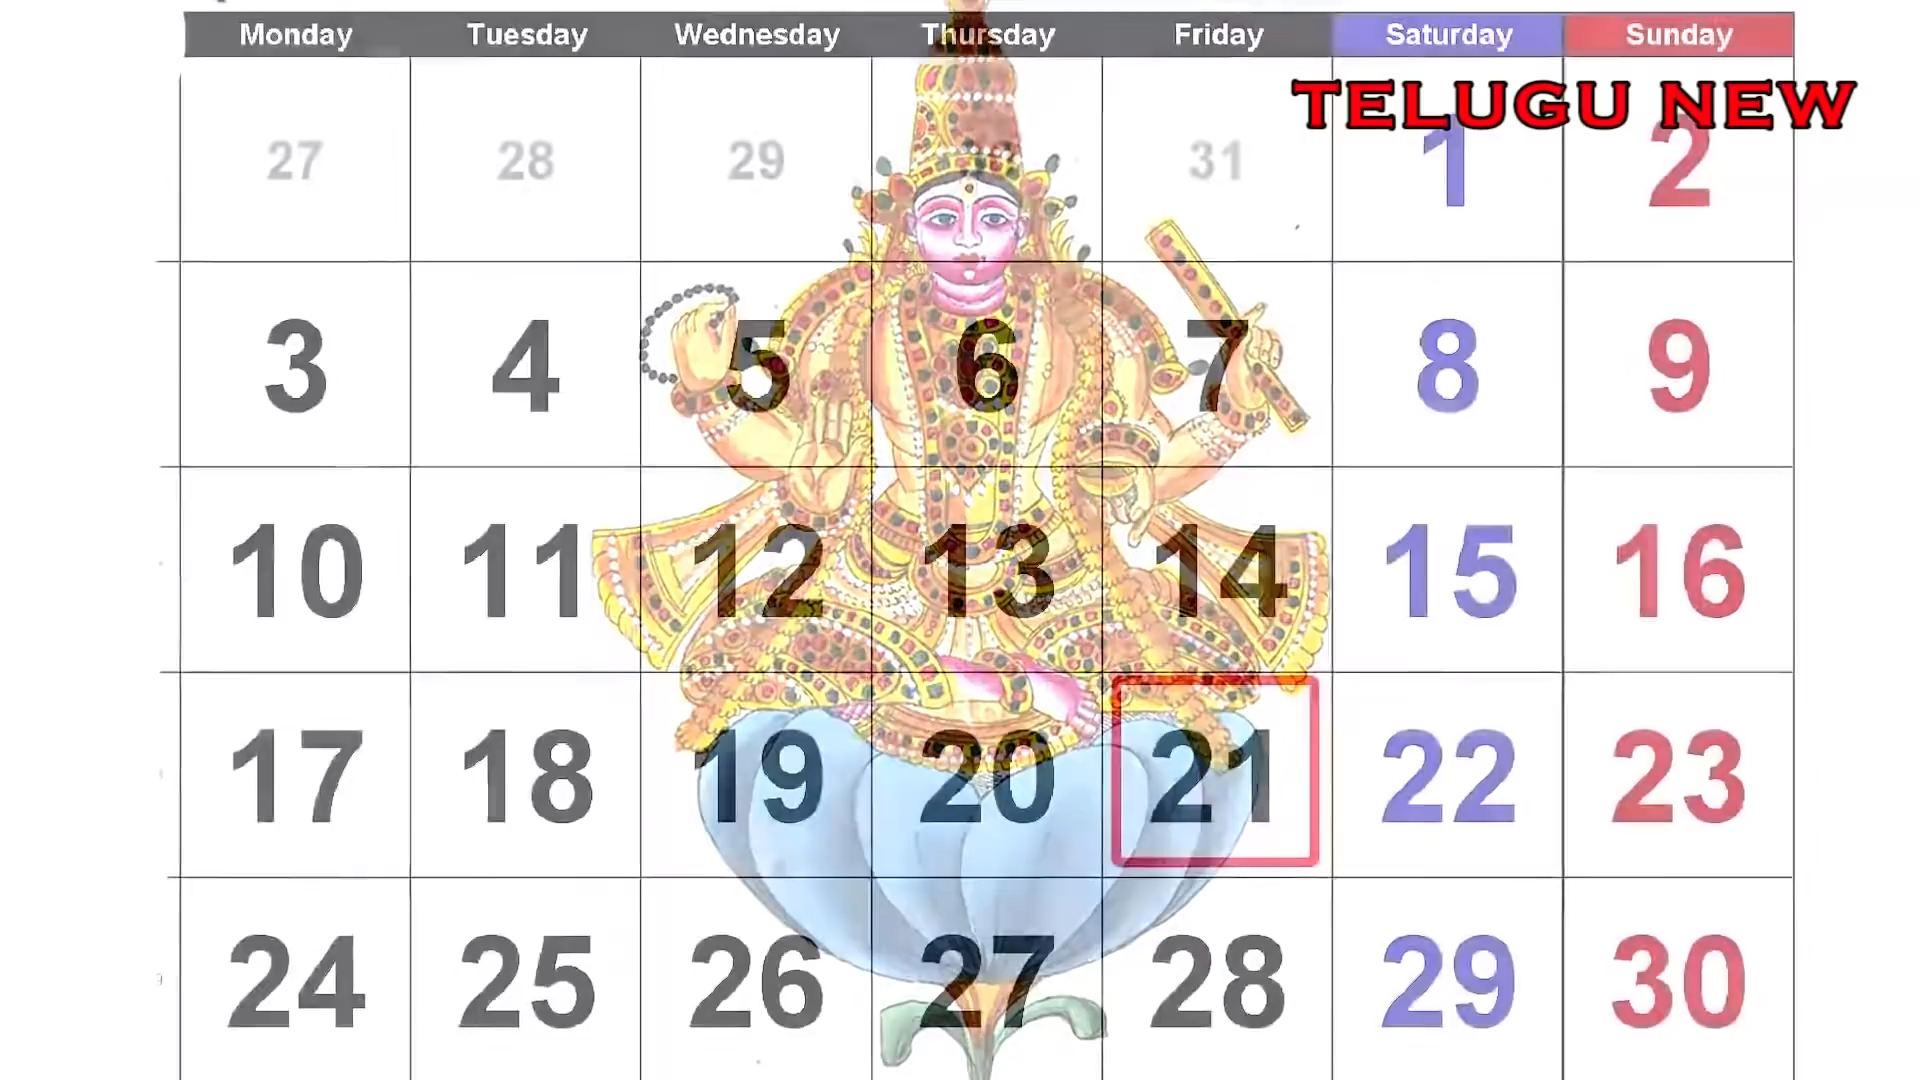 Monday Tuesday Wednesday Thursday Friday Saturday Sunday
TELUGU NEW
27 28 29 31 1 2
3 4 5 6 7 8 9
10 11 12 13 14 15 16
17 18 19 20 21 22 23
24 25 26 27 28 29 30